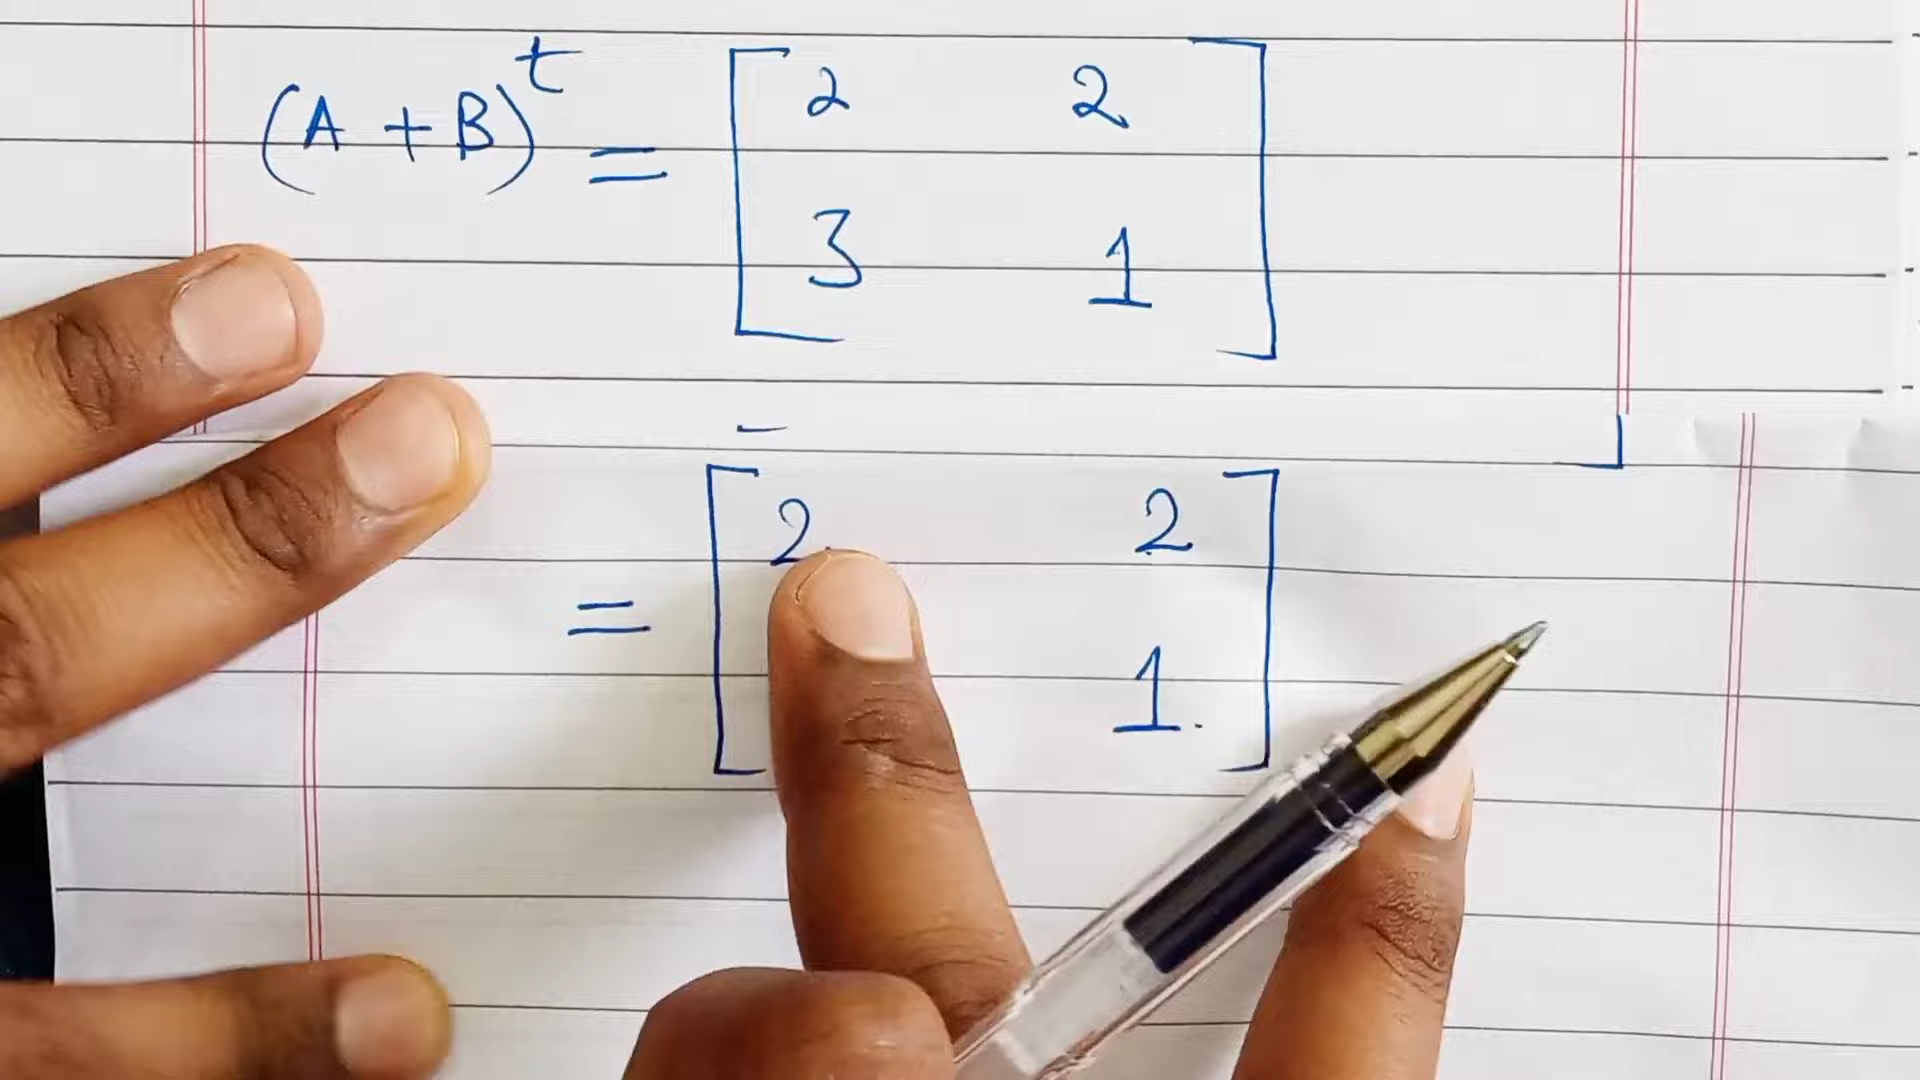 (A + B)^t = [ 2 2
3 1 ]
= [ 2 2
1. ]